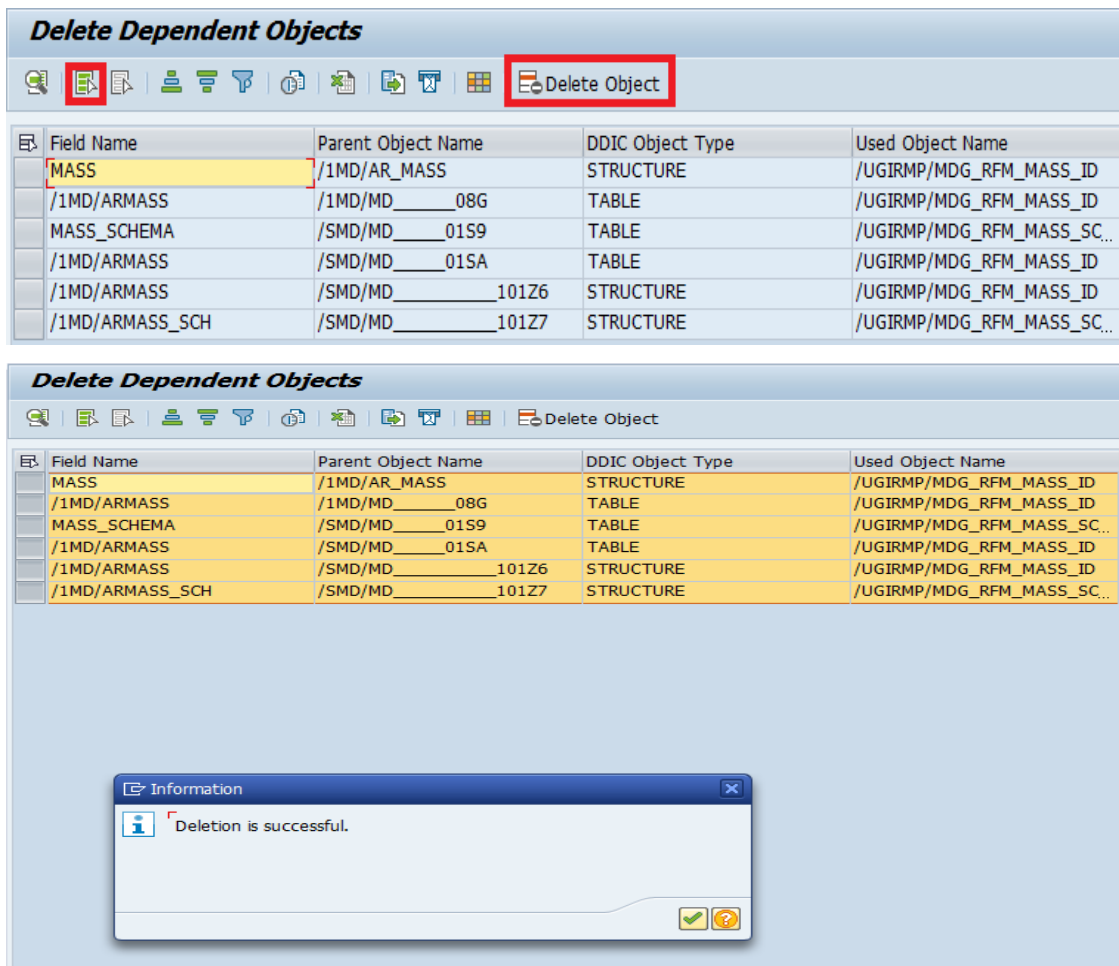 Delete Dependent Objects
Delete Object
Field Name Parent Object Name DDIC Object Type Used Object Name
MASS /1MD/AR_MASS STRUCTURE /UGIRMP/MDG_RFM_MASS_ID
/1MD/ARMASS /1MD/MD______08G TABLE /UGIRMP/MDG_RFM_MASS_ID
MASS_SCHEMA /SMD/MD_____01S9 TABLE /UGIRMP/MDG_RFM_MASS_SC...
/1MD/ARMASS /SMD/MD_____01SA TABLE /UGIRMP/MDG_RFM_MASS_ID
/1MD/ARMASS /SMD/MD__________101Z6 STRUCTURE /UGIRMP/MDG_RFM_MASS_ID
/1MD/ARMASS_SCH /SMD/MD__________101Z7 STRUCTURE /UGIRMP/MDG_RFM_MASS_SC...
Delete Dependent Objects
Delete Object
Field Name Parent Object Name DDIC Object Type Used Object Name
MASS /1MD/AR_MASS STRUCTURE /UGIRMP/MDG_RFM_MASS_ID
/1MD/ARMASS /1MD/MD______08G TABLE /UGIRMP/MDG_RFM_MASS_ID
MASS_SCHEMA /SMD/MD_____01S9 TABLE /UGIRMP/MDG_RFM_MASS_SC...
/1MD/ARMASS /SMD/MD_____01SA TABLE /UGIRMP/MDG_RFM_MASS_ID
/1MD/ARMASS /SMD/MD__________101Z6 STRUCTURE /UGIRMP/MDG_RFM_MASS_ID
/1MD/ARMASS_SCH /SMD/MD__________101Z7 STRUCTURE /UGIRMP/MDG_RFM_MASS_SC...
Information
Deletion is successful.